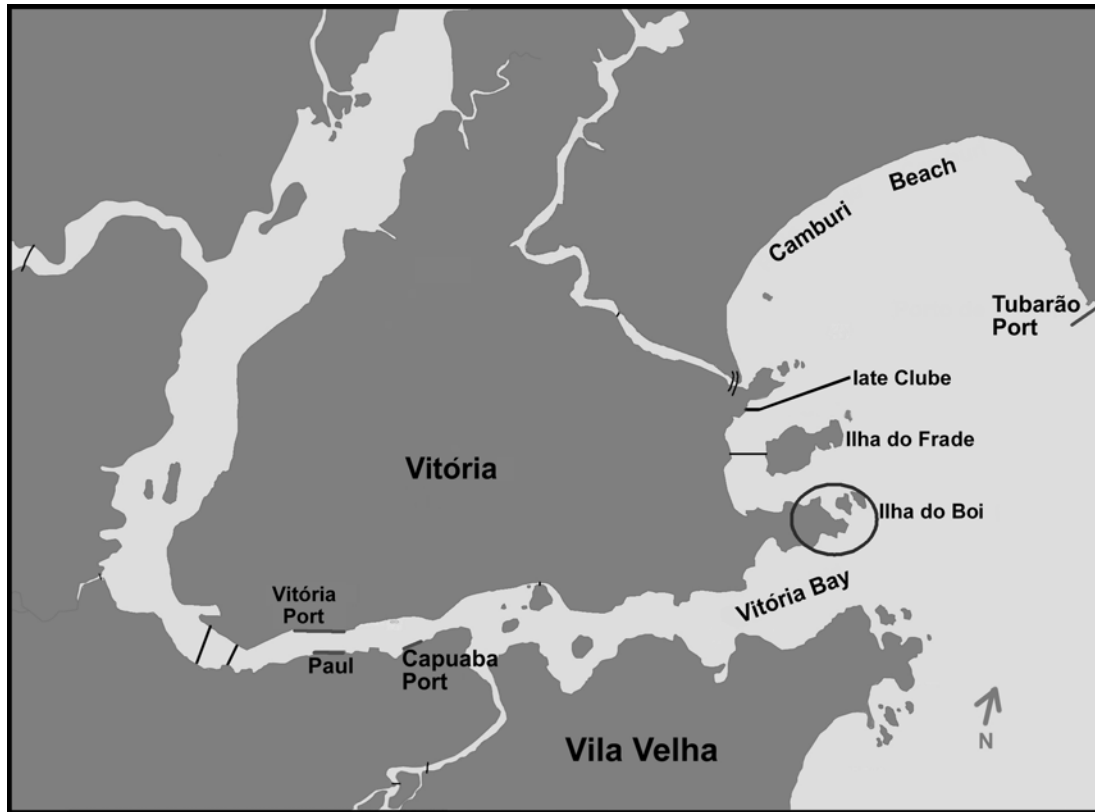 Camburi Beach
Tubarão
Port
Iate Clube
Ilha do Frade
Vitória
Ilha do Boi
Vitória Bay
Vitória
Port
Paul
Capuaba
Port
Vila Velha
N